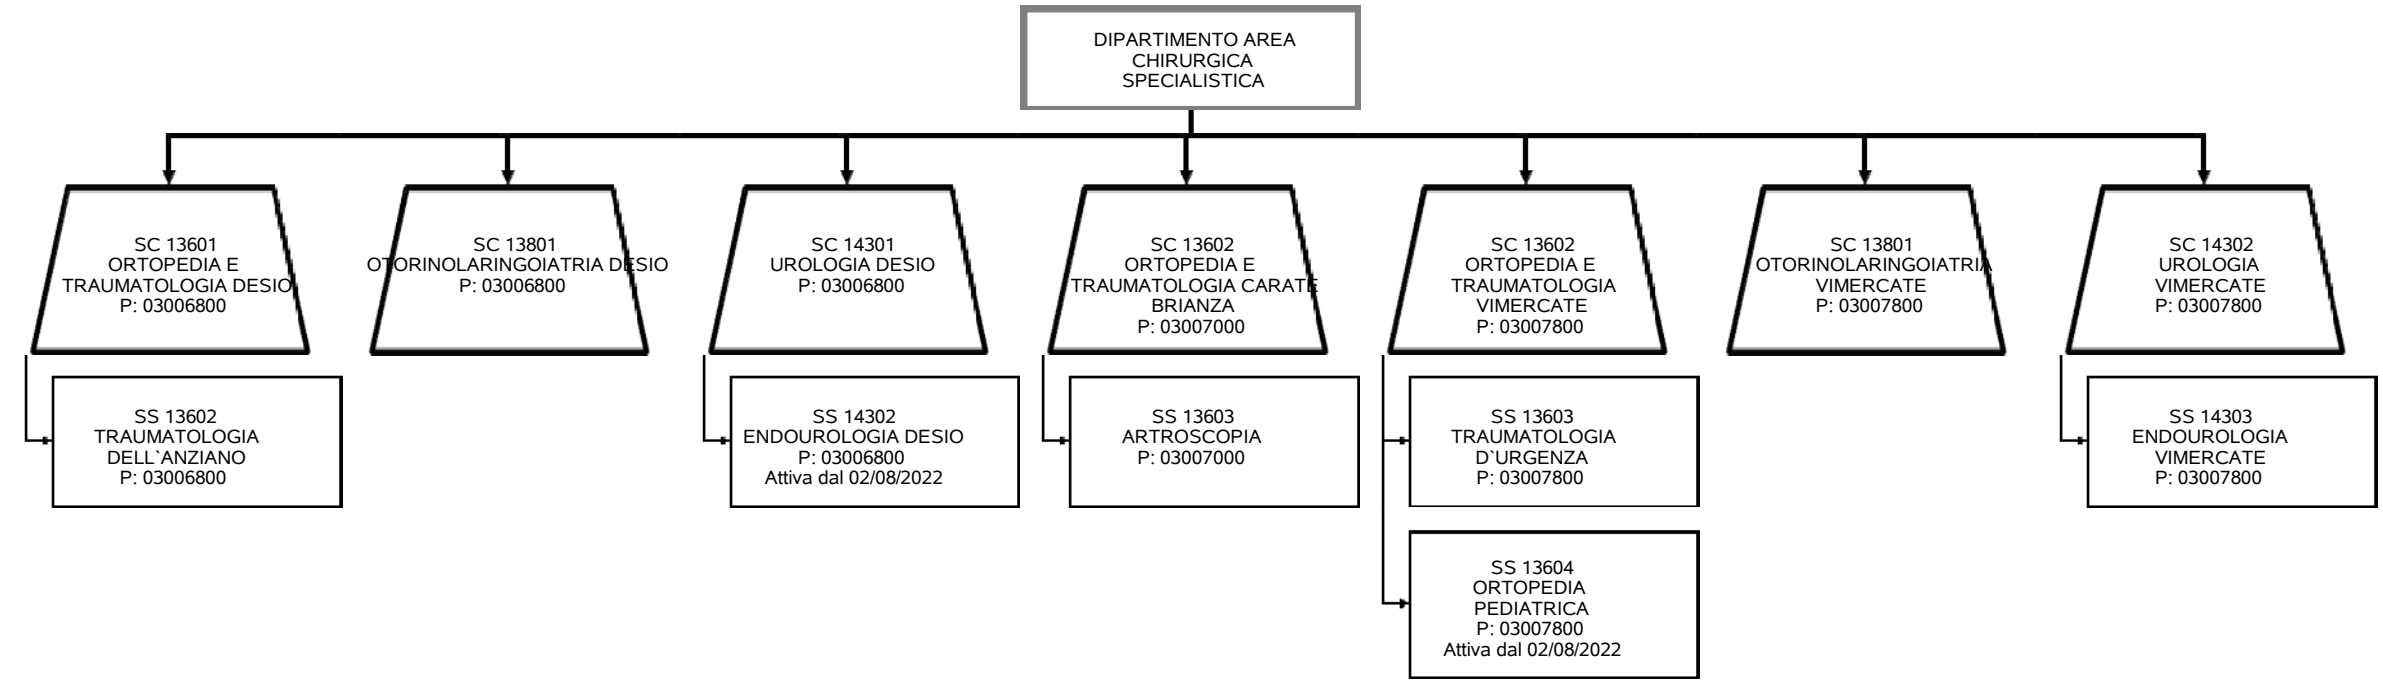 DIPARTIMENTO AREA
CHIRURGICA
SPECIALISTICA
SC 13601
ORTOPEDIA E
TRAUMATOLOGIA DESIO
P: 03006800
SC 13801
OTORINOLARINGOIATRIA DESIO
P: 03006800
SC 14301
UROLOGIA DESIO
P: 03006800
SC 13602
ORTOPEDIA E
TRAUMATOLOGIA CARATE
BRIANZA
P: 03007000
SC 13602
ORTOPEDIA E
TRAUMATOLOGIA
VIMERCATE
P: 03007800
SC 13801
OTORINOLARINGOIATRIA
VIMERCATE
P: 03007800
SC 14302
UROLOGIA
VIMERCATE
P: 03007800
SS 13602
TRAUMATOLOGIA
DELL`ANZIANO
P: 03006800
SS 14302
ENDOUROLOGIA DESIO
P: 03006800
Attiva dal 02/08/2022
SS 13603
ARTROSCOPIA
P: 03007000
SS 13603
TRAUMATOLOGIA
D`URGENZA
P: 03007800
SS 14303
ENDOUROLOGIA
VIMERCATE
P: 03007800
SS 13604
ORTOPEDIA
PEDIATRICA
P: 03007800
Attiva dal 02/08/2022